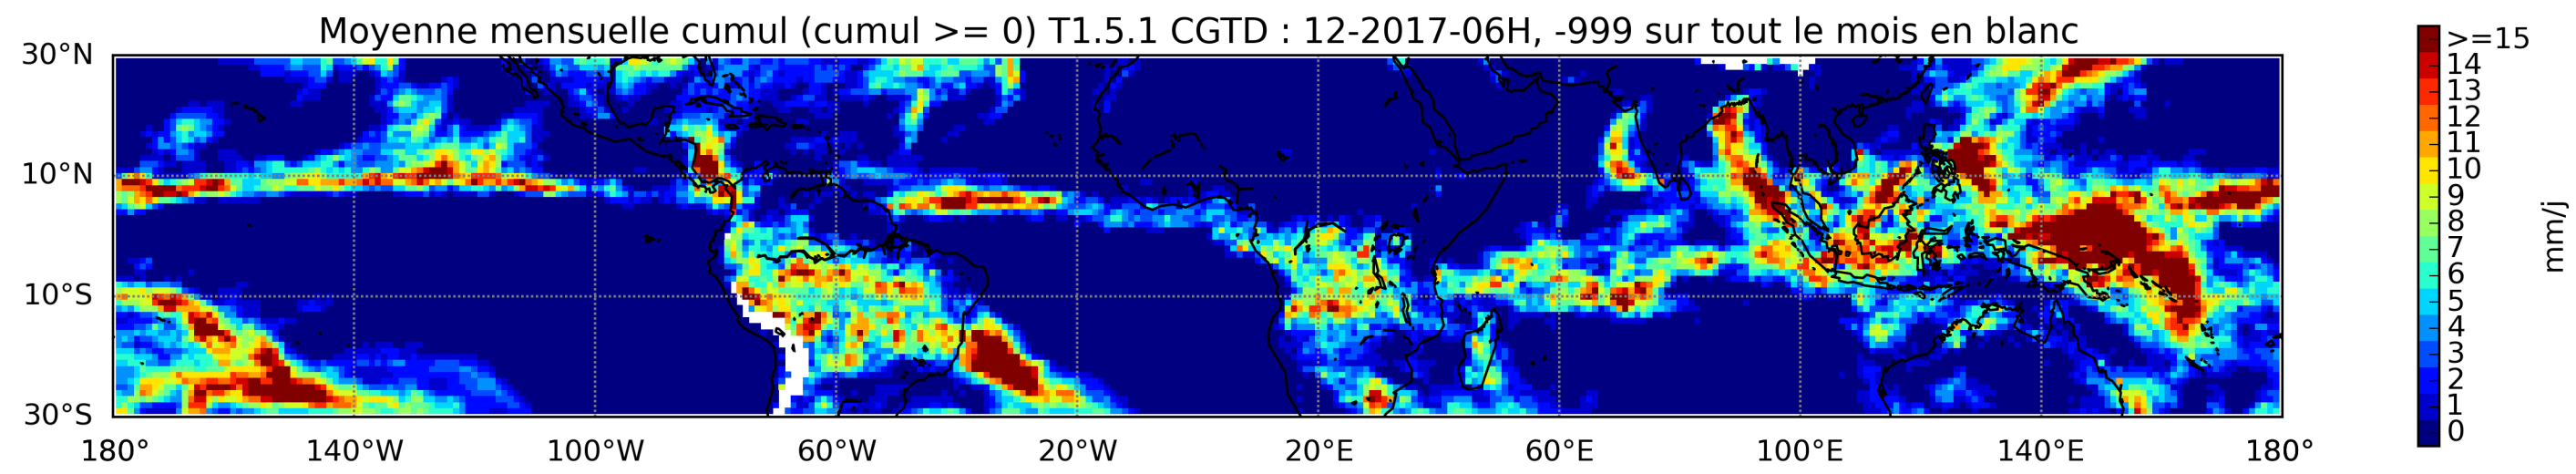 Moyenne mensuelle cumul (cumul >= 0) T1.5.1 CGTD : 12-2017-06H, -999 sur tout le mois en blanc
30°N
10°N
10°S
30°S
180°
140°W
100°W
60°W
20°W
20°E
60°E
100°E
140°E
180°
>=15
14
13
12
11
10
9
8
7
6
5
4
3
2
1
0
mm/j